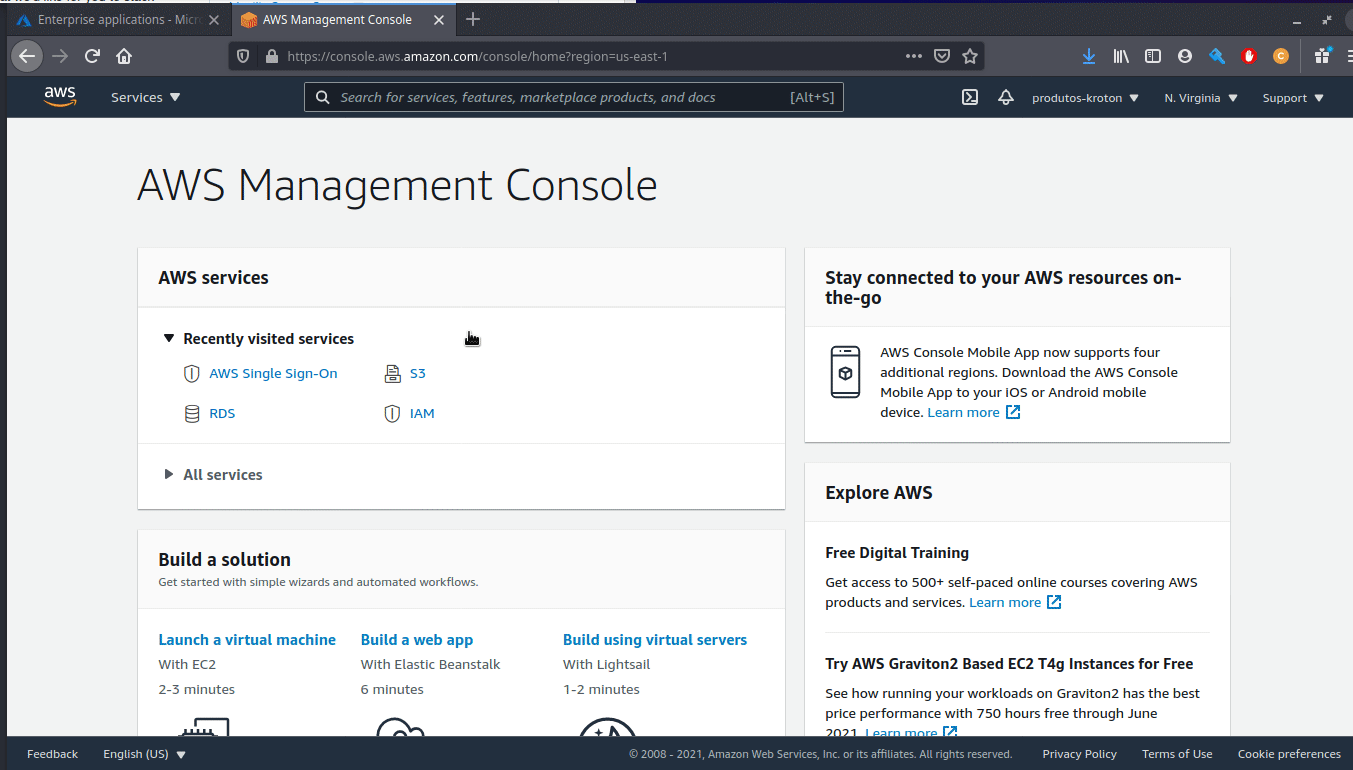 Enterprise applications - Micro
AWS Management Console
https://console.aws.amazon.com/console/home?region=us-east-1
aws
Services
Search for services, features, marketplace products, and docs
[Alt+S]
produtos-kroton
N. Virginia
Support
AWS Management Console
AWS services
Recently visited services
AWS Single Sign-On
S3
RDS
IAM
All services
Build a solution
Get started with simple wizards and automated workflows.
Launch a virtual machine
With EC2
2-3 minutes
Build a web app
With Elastic Beanstalk
6 minutes
Build using virtual servers
With Lightsail
1-2 minutes
Stay connected to your AWS resources on-
the-go
AWS Console Mobile App now supports four
additional regions. Download the AWS Console
Mobile App to your iOS or Android mobile
device. Learn more
Explore AWS
Free Digital Training
Get access to 500+ self-paced online courses covering AWS
products and services. Learn more
Try AWS Graviton2 Based EC2 T4g Instances for Free
See how running your workloads on Graviton2 has the best
price performance with 750 hours free through June
2021. Learn more
Feedback
English (US)
© 2008 - 2021, Amazon Web Services, Inc. or its affiliates. All rights reserved.
Privacy Policy
Terms of Use
Cookie preferences